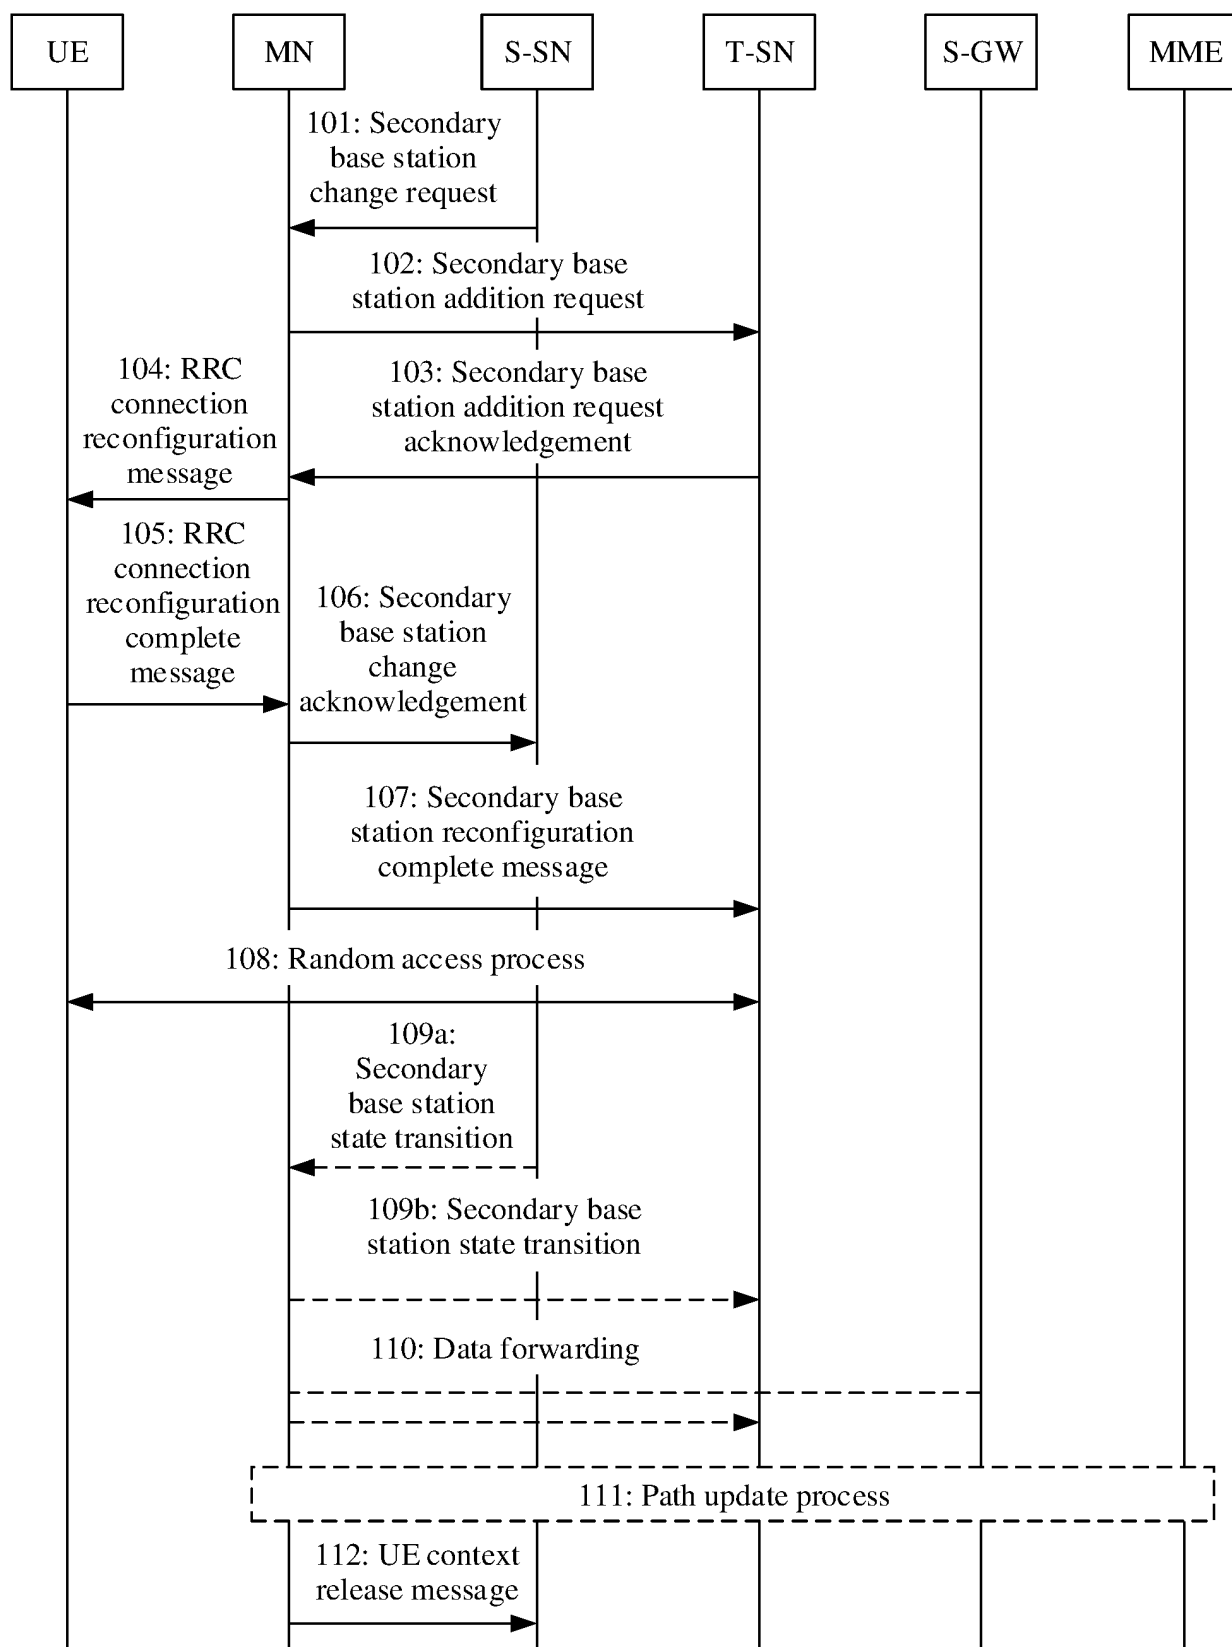 UE
MN
S-SN
T-SN
S-GW
MME
101: Secondary
base station
change request
102: Secondary base
station addition request
103: Secondary base
station addition request
acknowledgement
104: RRC
connection
reconfiguration
message
105: RRC
connection
reconfiguration
complete
message
106: Secondary
base station
change
acknowledgement
107: Secondary base
station reconfiguration
complete message
108: Random access process
109a:
Secondary
base station
state transition
109b: Secondary base
station state transition
110: Data forwarding
111: Path update process
112: UE context
release message